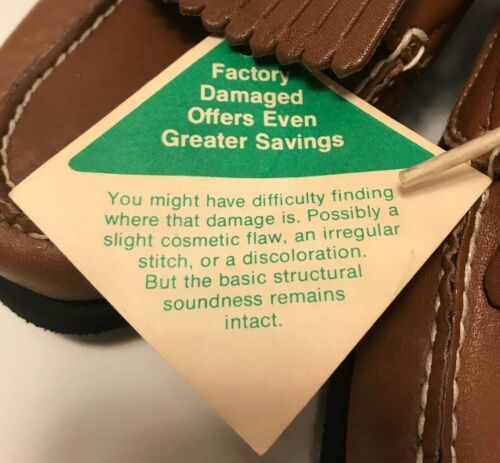 Factory
Damaged
Offers Even
Greater Savings
You might have difficulty finding
where that damage is. Possibly a
slight cosmetic flaw, an irregular
stitch, or a discoloration.
But the basic structural
soundness remains
intact.